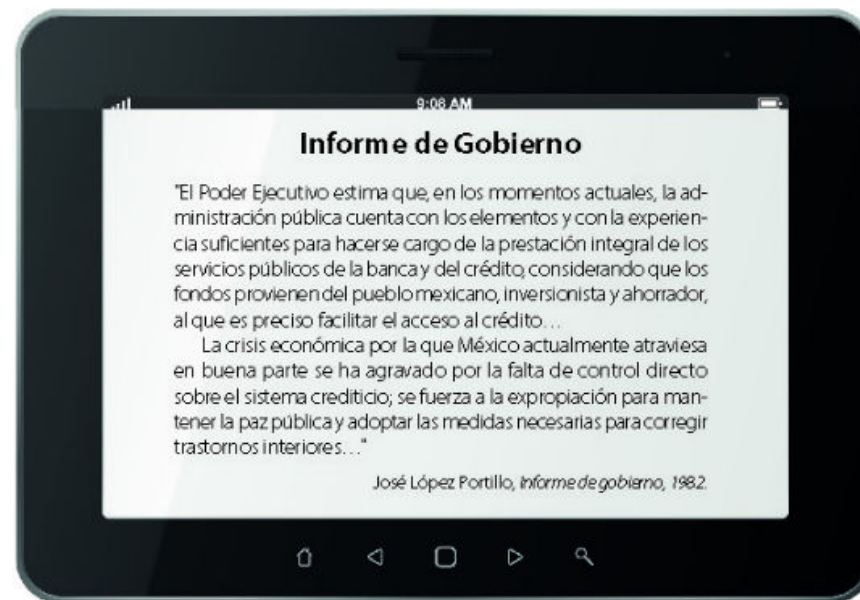 9:06 AM
Informe de Gobierno
"El Poder Ejecutivo estima que, en los momentos actuales, la ad-
ministración pública cuenta con los elementos y con la experien-
cia suficientes para hacerse cargo de la prestación integral de los
servicios públicos de la banca y del crédito, considerando que los
fondos provienen del pueblo mexicano, inversionista y ahorrador,
al que es preciso facilitar el acceso al crédito...
La crisis económica por la que México actualmente atraviesa
en buena parte se ha agravado por la falta de control directo
sobre el sistema crediticio; se fuerza a la expropiación para man-
tener la paz pública y adoptar las medidas necesarias para corregir
trastornos interiores..."
José López Portillo, Informe de gobierno, 1982.